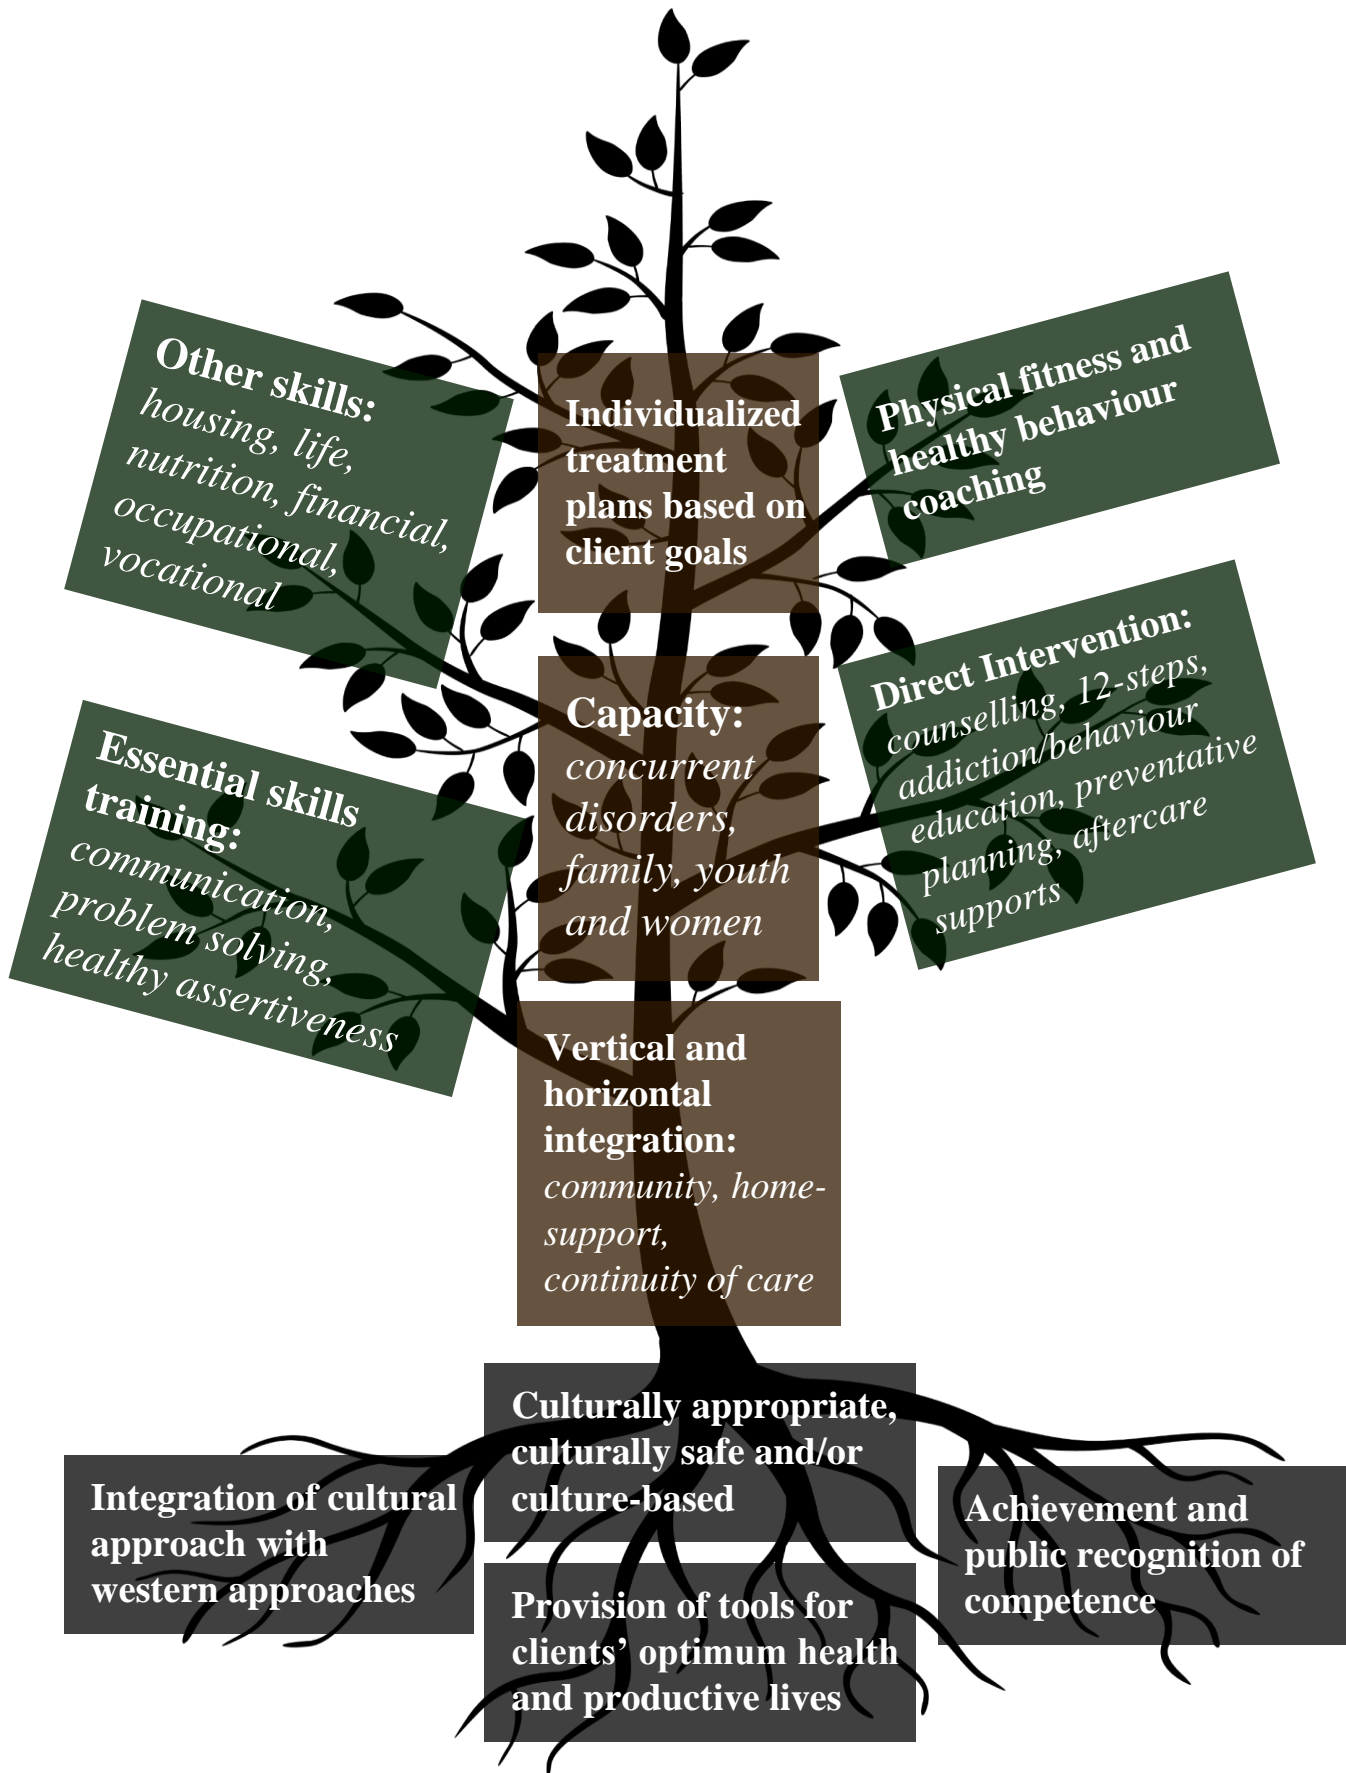 Other skills:
housing, life,
nutrition, financial,
occupational,
vocational
Individualized
treatment
plans based on
client goals
Physical fitness and
healthy behaviour
coaching
Essential skills
training:
communication,
problem solving,
healthy assertiveness
Capacity:
concurrent
disorders,
family, youth
and women
Direct Intervention:
counselling, 12-steps,
addiction/behaviour
education, preventative
planning, aftercare
supports
Vertical and
horizontal
integration:
community, home-
support,
continuity of care
Integration of cultural
approach with
western approaches
Culturally appropriate,
culturally safe and/or
culture-based
Provision of tools for
clients’ optimum health
and productive lives
Achievement and
public recognition of
competence